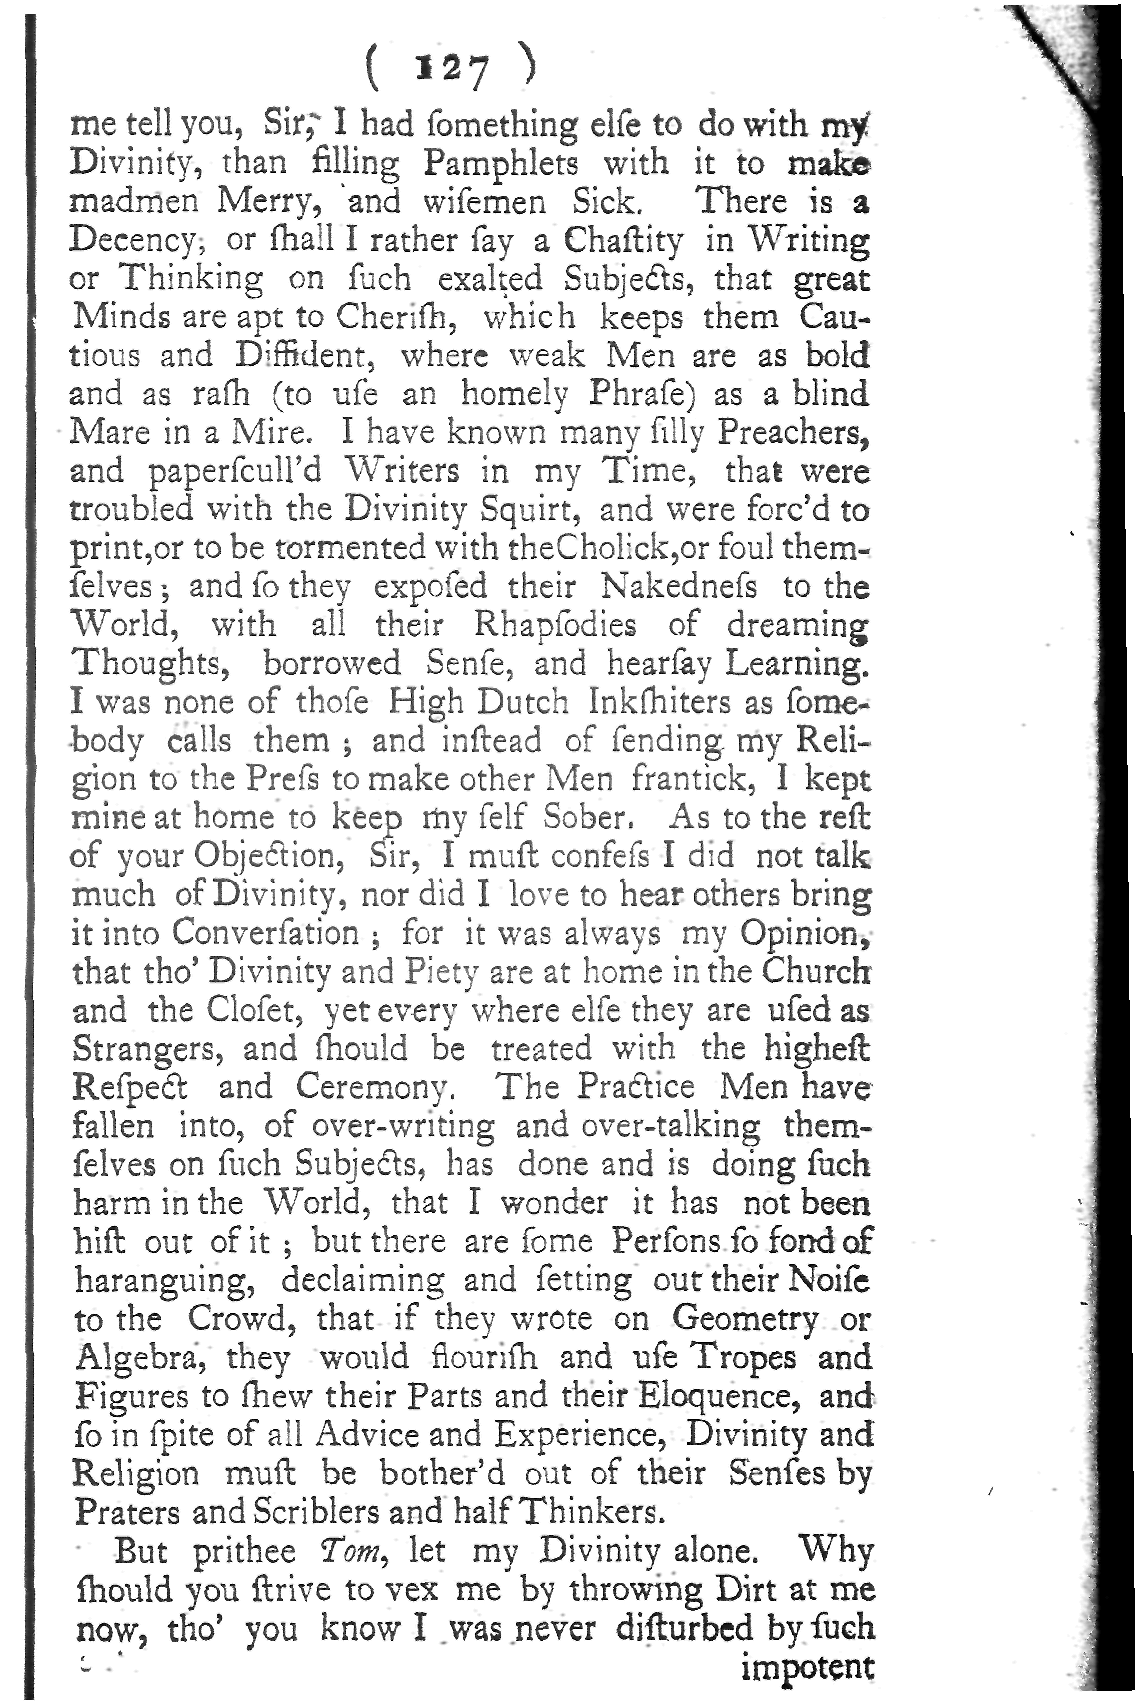 ( 127 )
me tell you, Sir, I had ſomething elſe to do with my
Divinity, than filling Pamphlets with it to make
madmen Merry, and wiſemen Sick. There is a
Decency, or ſhall I rather ſay a Chaſtity in Writing
or Thinking on ſuch exalted Subjects, that great
Minds are apt to Cheriſh, which keeps them Cau-
tious and Diffident, where weak Men are as bold
and as raſh (to uſe an homely Phraſe) as a blind
Mare in a Mire. I have known many ſilly Preachers,
and paperſcull'd Writers in my Time, that were
troubled with the Divinity Squirt, and were forc'd to
print,or to be tormented with theCholick,or foul them-
ſelves; and ſo they expoſed their Nakedneſs to the
World, with all their Rhapſodies of dreaming
Thoughts, borrowed Senſe, and hearſay Learning.
I was none of thoſe High Dutch Inkſhiters as ſome-
body calls them; and inſtead of ſending my Reli-
gion to the Preſs to make other Men frantick, I kept
mine at home to keep my ſelf Sober. As to the reſt
of your Objection, Sir, I muſt confeſs I did not talk
much of Divinity, nor did I love to hear others bring
it into Converſation; for it was always my Opinion,
that tho' Divinity and Piety are at home in the Church
and the Cloſet, yet every where elſe they are uſed as
Strangers, and ſhould be treated with the higheſt
Reſpect and Ceremony. The Practice Men have
fallen into, of over-writing and over-talking them-
ſelves on ſuch Subjects, has done and is doing ſuch
harm in the World, that I wonder it has not been
hiſt out of it; but there are ſome Perſons ſo fond of
haranguing, declaiming and ſetting out their Noiſe
to the Crowd, that if they wrote on Geometry or
Algebra, they would flouriſh and uſe Tropes and
Figures to ſhew their Parts and their Eloquence, and
ſo in ſpite of all Advice and Experience, Divinity and
Religion muſt be bother'd out of their Senſes by
Praters and Scriblers and half Thinkers.
But prithee Tom, let my Divinity alone. Why
ſhould you ſtrive to vex me by throwing Dirt at me
now, tho' you know I was never diſturbed by ſuch
impotent